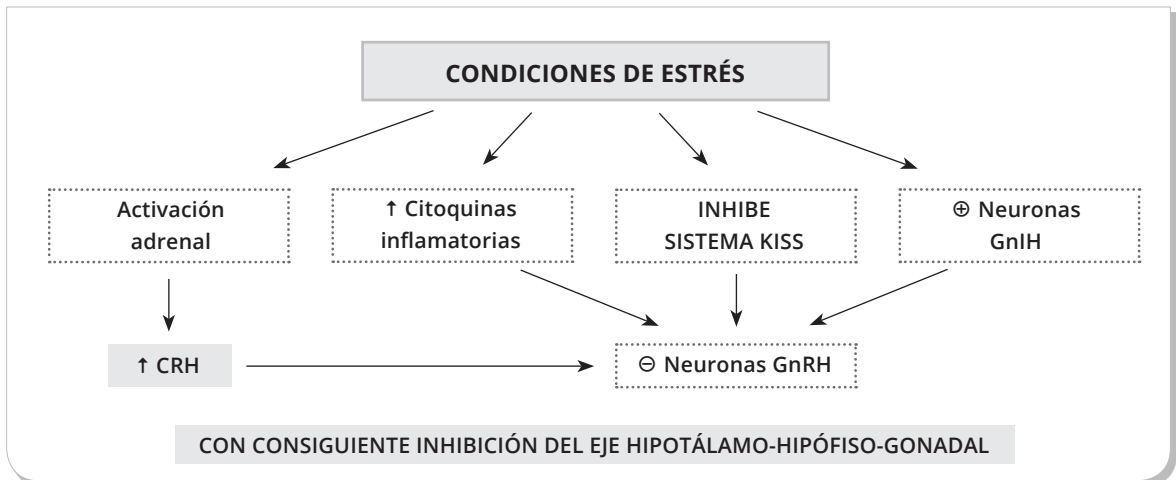 CONDICIONES DE ESTRÉS
Activación
adrenal
↑ Citoquinas
inflamatorias
INHIBE
SISTEMA KISS
⊕ Neuronas
GnIH
↑ CRH
⊖ Neuronas GnRH
CON CONSIGUIENTE INHIBICIÓN DEL EJE HIPOTÁLAMO-HIPÓFISO-GONADAL